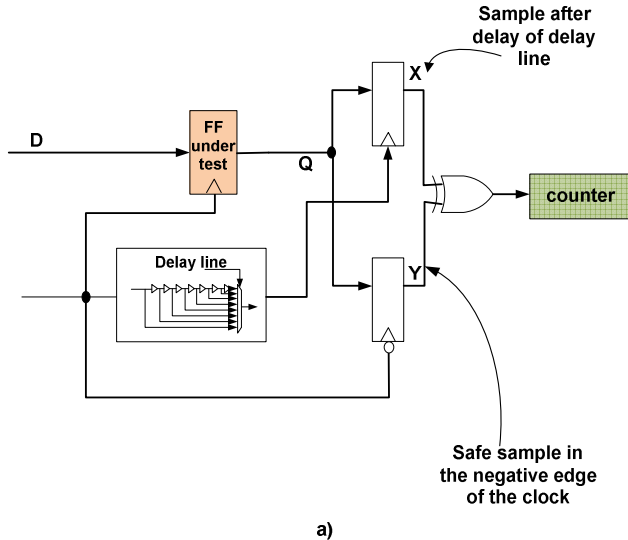 Sample after
delay of delay
line
X
D
FF
under
test
Q
counter
Delay line
Y
Safe sample in
the negative edge
of the clock
a)